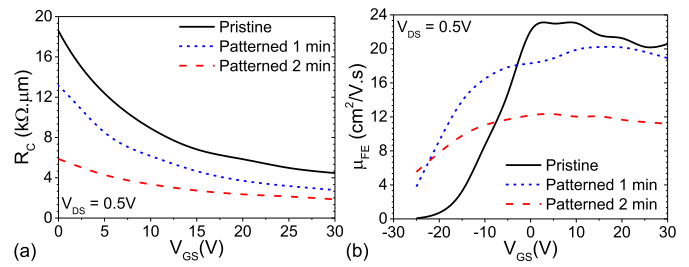 20
16
12
8
4
0
R_C (kΩ.μm)
Pristine
Patterned 1 min
Patterned 2 min
V_DS = 0.5V
0 5 10 15 20 25 30
(a) V_GS(V)
24
20
16
12
8
4
0
μ_FE (cm²/V.s)
V_DS = 0.5V
Pristine
Patterned 1 min
Patterned 2 min
-30 -20 -10 0 10 20 30
(b) V_GS(V)